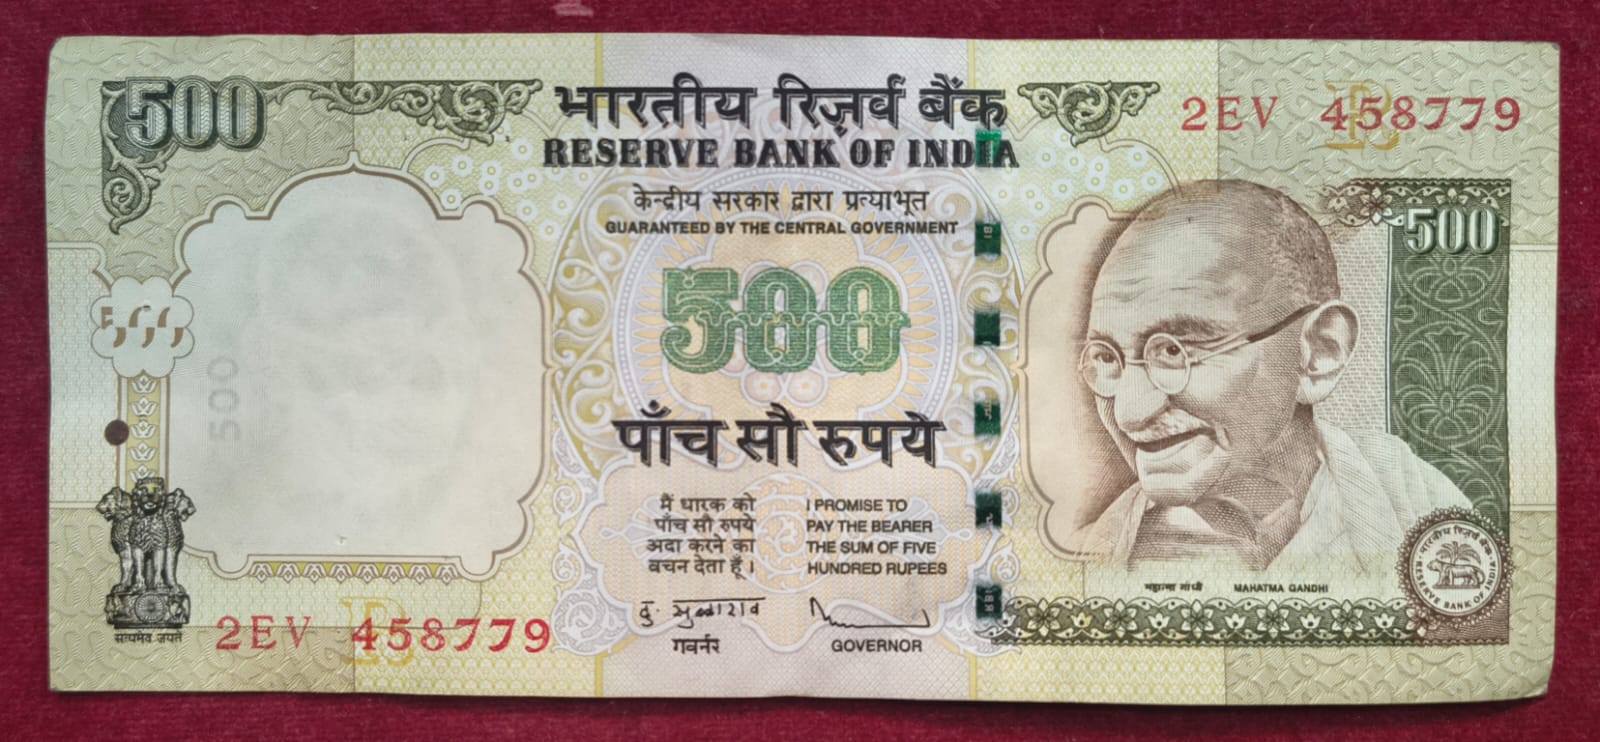 500
भारतीय रिज़र्व बैंक
RESERVE BANK OF INDIA
2EV 458779
केन्द्रीय सरकार द्वारा प्रत्याभूत
GUARANTEED BY THE CENTRAL GOVERNMENT
500
500
500
पाँच सौ रुपये
मैं धारक को
पाँच सौ रुपये
अदा करने का
वचन देता हूँ।
I PROMISE TO
PAY THE BEARER
THE SUM OF FIVE
HUNDRED RUPEES
गवर्नर
GOVERNOR
महात्मा गांधी
MAHATMA GANDHI
भारतीय रिज़र्व बैंक
RESERVE BANK OF INDIA
सत्यमेव जयते
2EV 458779